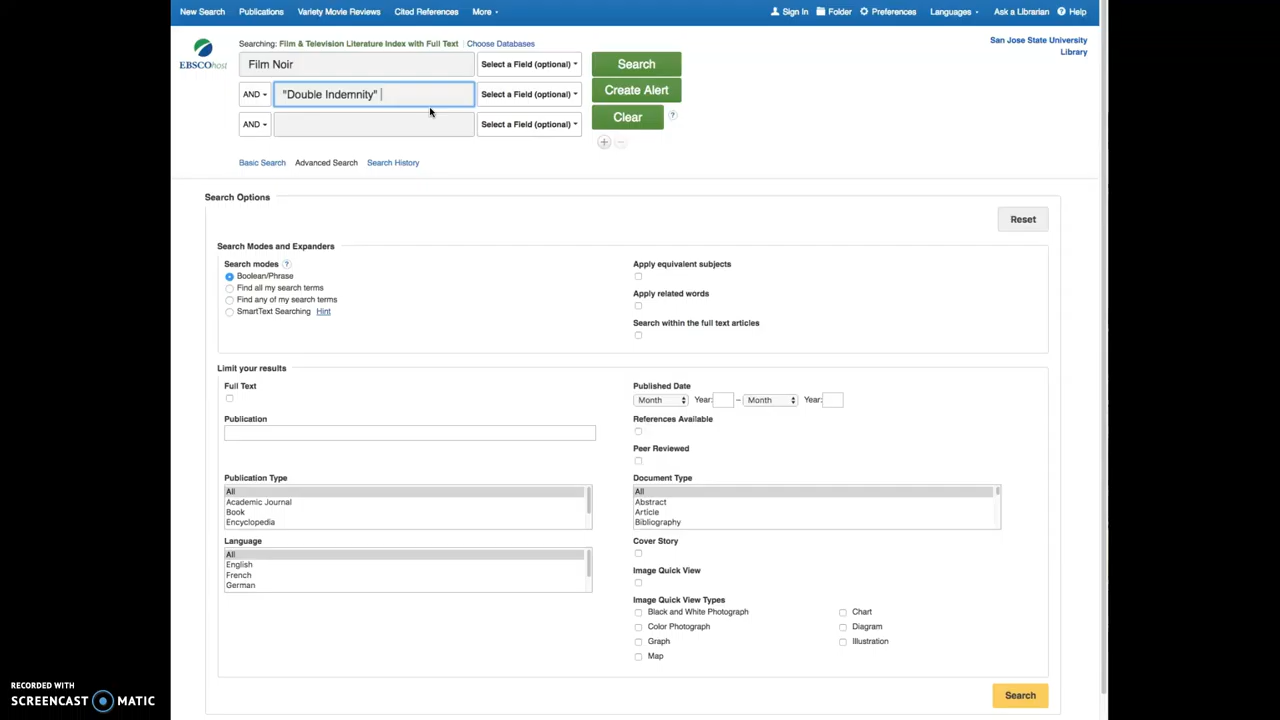 New Search Publications Variety Movie Reviews Cited References More Sign In Folder Preferences Languages Ask a Librarian Help
EBSCOhost
Searching: Film & Television Literature Index with Full Text Choose Databases
San Jose State University
Library
Film Noir Select a Field (optional) Search
AND "Double Indemnity" Select a Field (optional) Create Alert
AND Select a Field (optional) Clear ?
Basic Search Advanced Search Search History
Search Options
Reset
Search Modes and Expanders
Search modes ?
Boolean/Phrase
Find all my search terms
Find any of my search terms
SmartText Searching Hint
Apply equivalent subjects
Apply related words
Search within the full text articles
Limit your results
Full Text
Published Date
Month Year: – Month Year:
Publication
References Available
Peer Reviewed
Publication Type
All
Academic Journal
Book
Encyclopedia
Document Type
All
Abstract
Article
Bibliography
Language
All
English
French
German
Cover Story
Image Quick View
Image Quick View Types
Black and White Photograph Chart
Color Photograph Diagram
Graph Illustration
Map
Search
RECORDED WITH
SCREENCAST MATIC